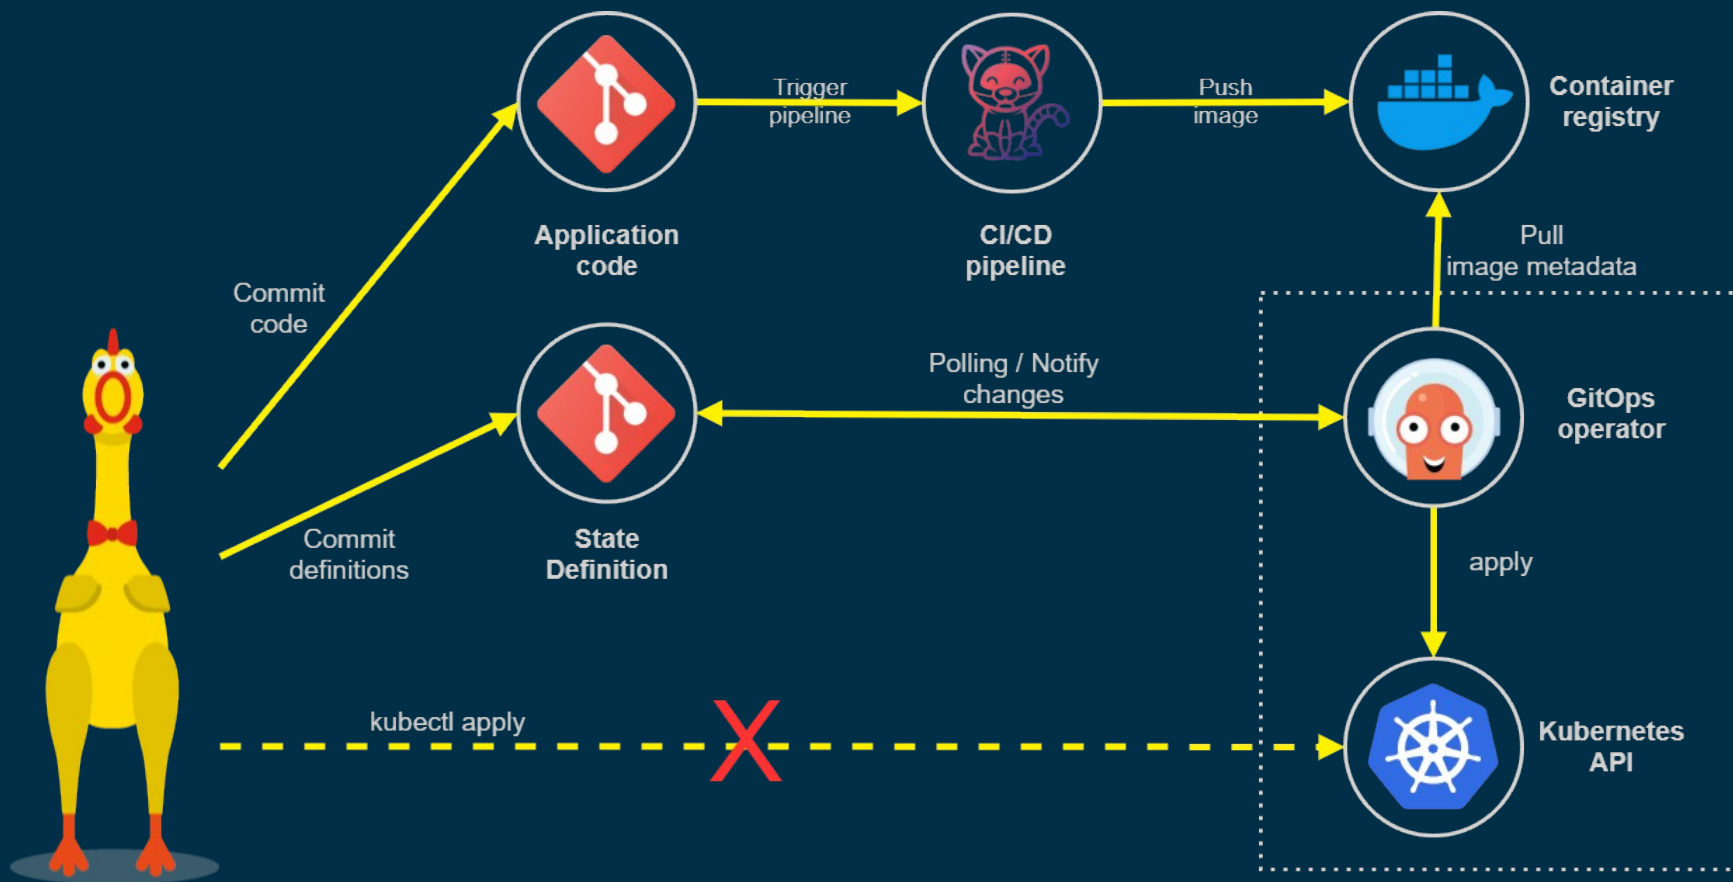 Trigger
pipeline
Push
image
Container
registry
Application
code
CI/CD
pipeline
Pull
image metadata
Commit
code
Polling / Notify
changes
GitOps
operator
Commit
definitions
State
Definition
apply
kubectl apply
X
Kubernetes
API